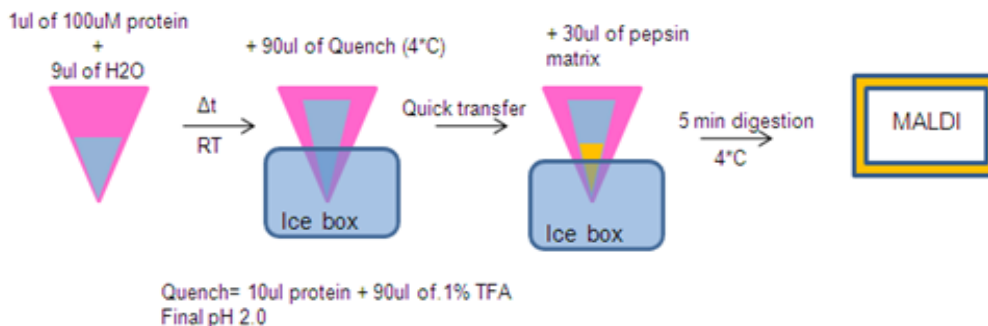 1ul of 100uM protein
+
9ul of H2O
Δt
RT
+ 90ul of Quench (4*C)
Ice box
Quick transfer
+ 30ul of pepsin
matrix
Ice box
5 min digestion
4*C
MALDI
Quench= 10ul protein + 90ul of.1% TFA
Final pH 2.0